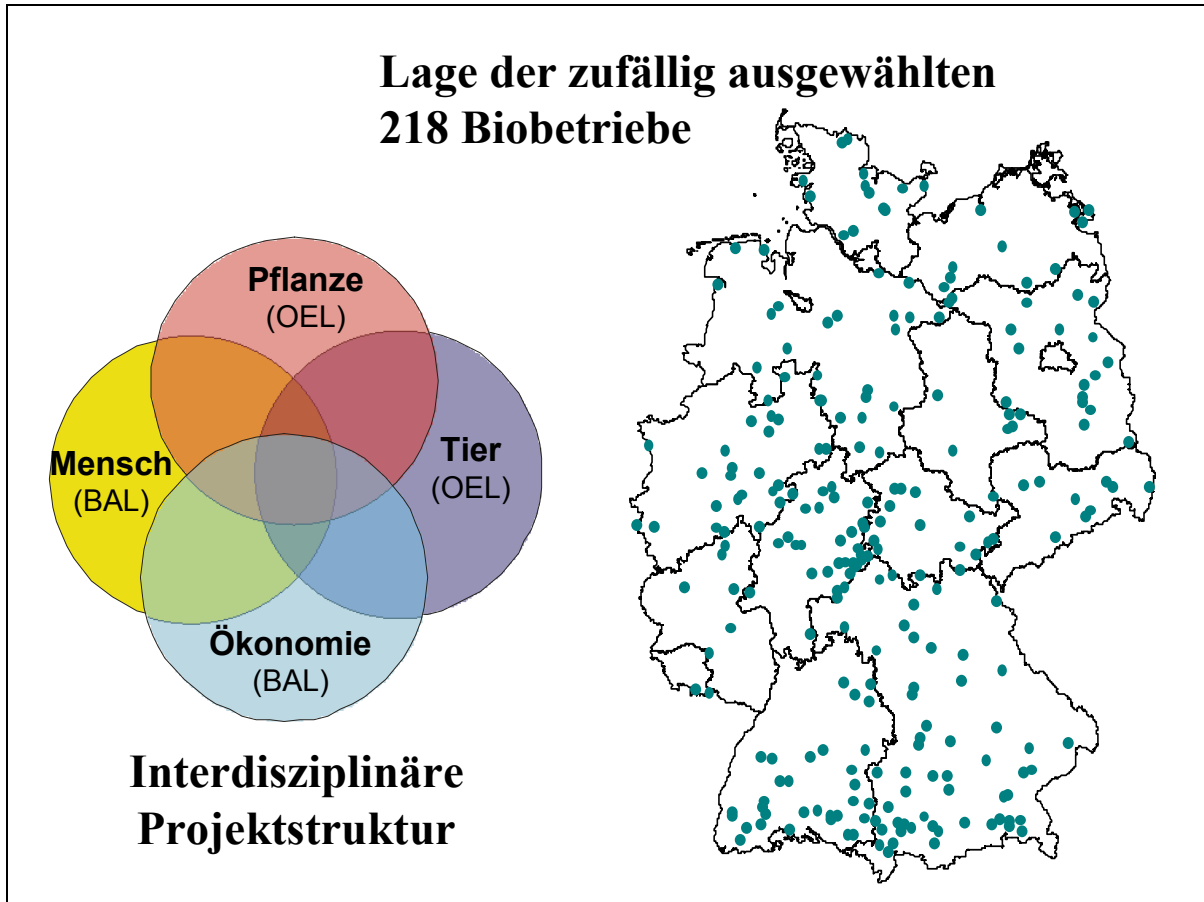 Lage der zufällig ausgewählten
218 Biobetriebe
Pflanze
(OEL)
Mensch
(BAL)
Tier
(OEL)
Ökonomie
(BAL)
Interdisziplinäre
Projektstruktur